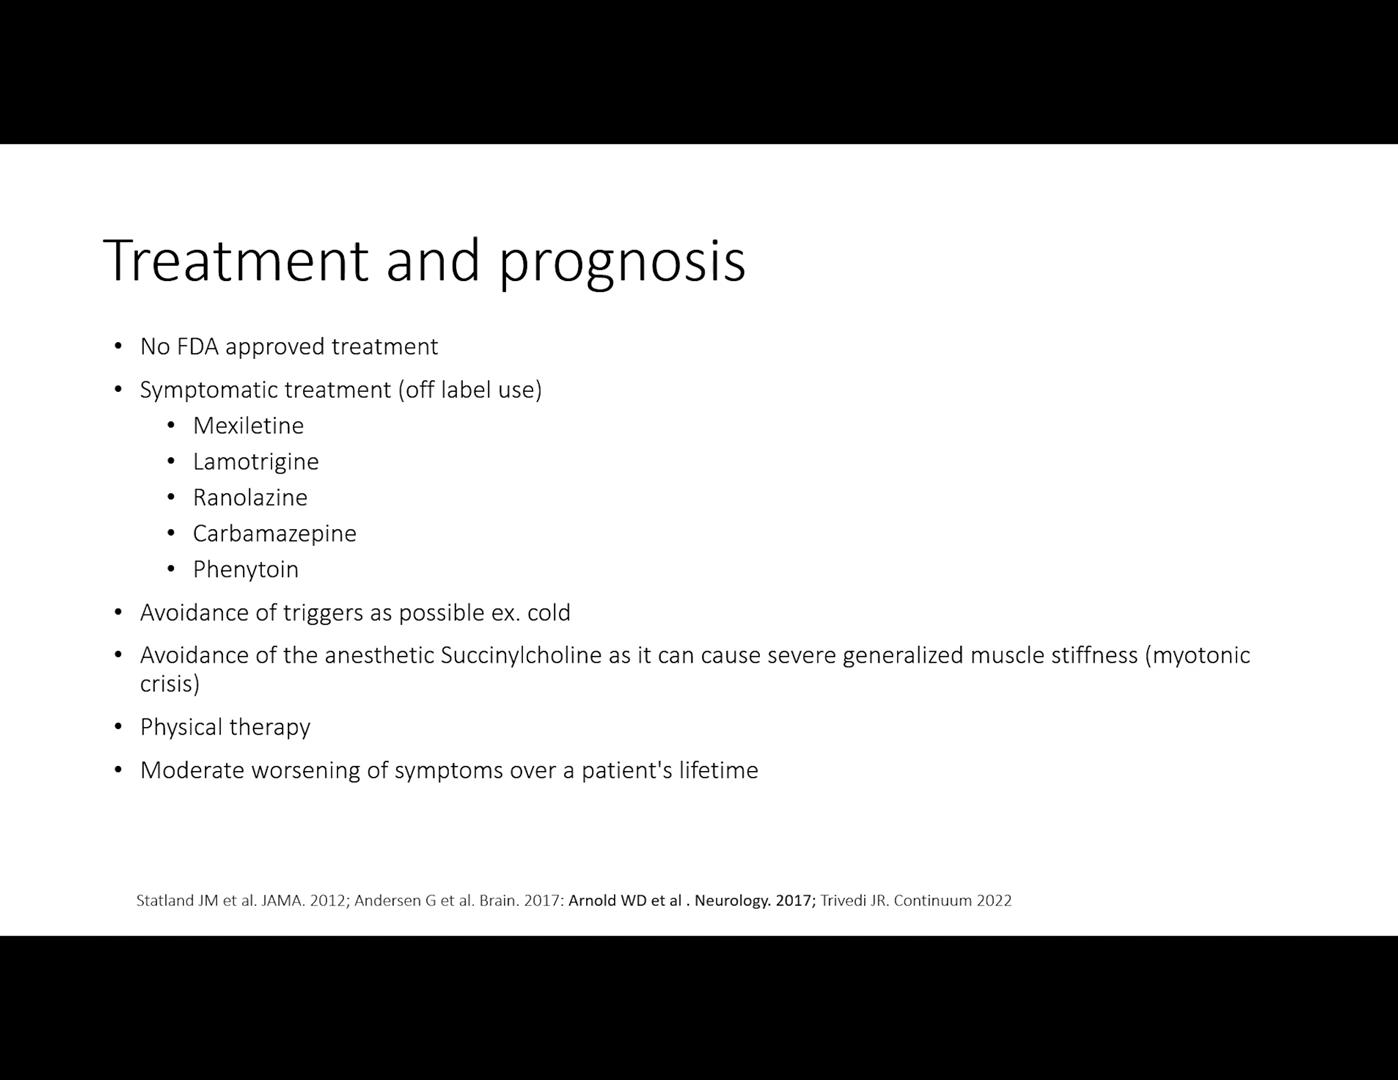 Treatment and prognosis
• No FDA approved treatment
• Symptomatic treatment (off label use)
• Mexiletine
• Lamotrigine
• Ranolazine
• Carbamazepine
• Phenytoin
• Avoidance of triggers as possible ex. cold
• Avoidance of the anesthetic Succinylcholine as it can cause severe generalized muscle stiffness (myotonic
crisis)
• Physical therapy
• Moderate worsening of symptoms over a patient's lifetime
Statland JM et al. JAMA. 2012; Andersen G et al. Brain. 2017: Arnold WD et al . Neurology. 2017; Trivedi JR. Continuum 2022